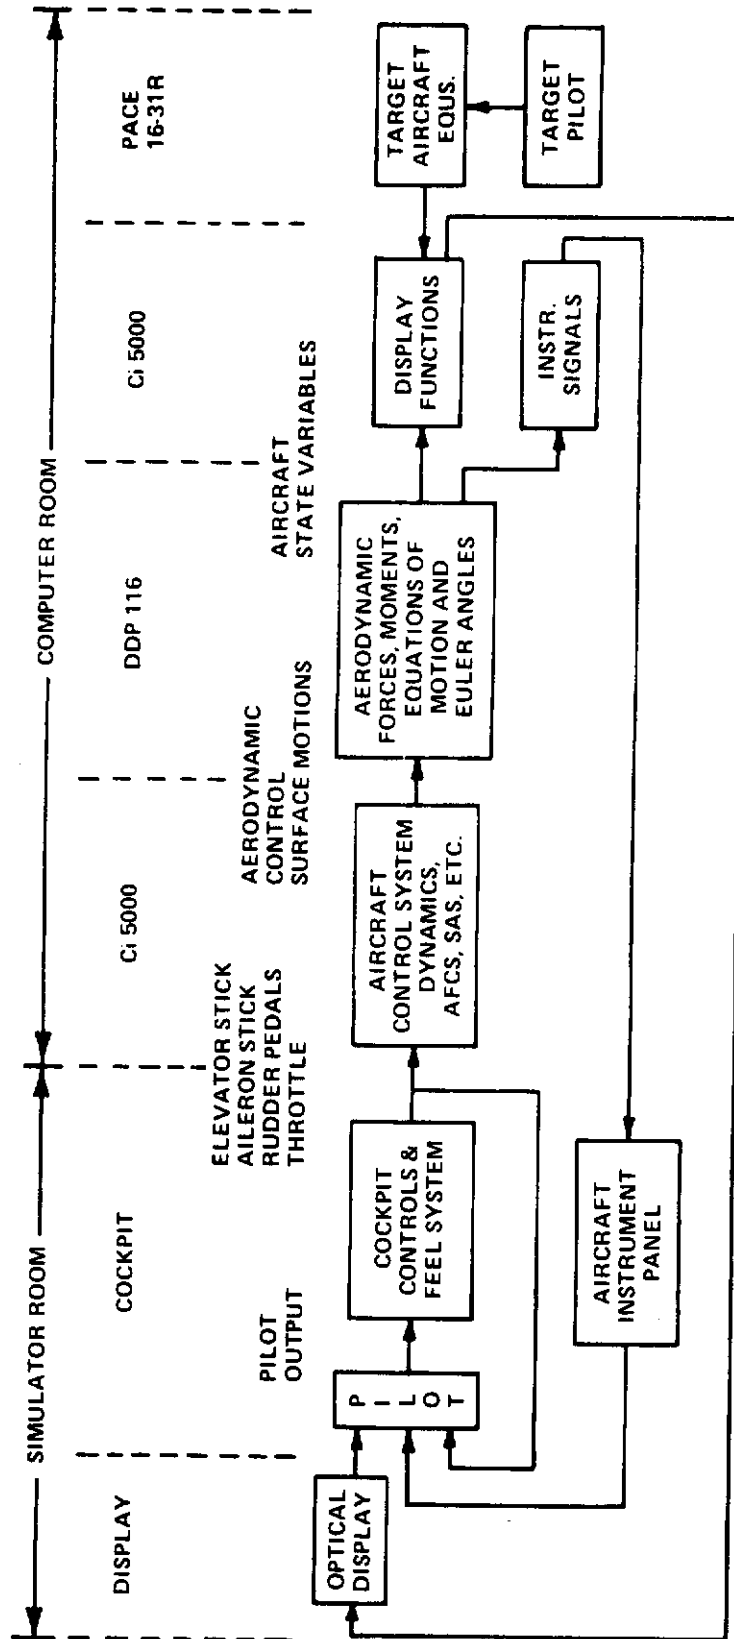 SIMULATOR ROOM
COMPUTER ROOM
DISPLAY
COCKPIT
Ci 5000
DDP 116
Ci 5000
PACE
16-31R
PILOT
OUTPUT
ELEVATOR STICK
AILERON STICK
RUDDER PEDALS
THROTTLE
AERODYNAMIC
CONTROL
SURFACE MOTIONS
AIRCRAFT
STATE VARIABLES
OPTICAL
DISPLAY
P
I
L
O
T
COCKPIT
CONTROLS &
FEEL SYSTEM
AIRCRAFT
CONTROL SYSTEM
DYNAMICS,
AFCS, SAS, ETC.
AERODYNAMIC
FORCES, MOMENTS,
EQUATIONS OF
MOTION AND
EULER ANGLES
DISPLAY
FUNCTIONS
TARGET
AIRCRAFT
EQUS.
AIRCRAFT
INSTRUMENT
PANEL
INSTR.
SIGNALS
TARGET
PILOT